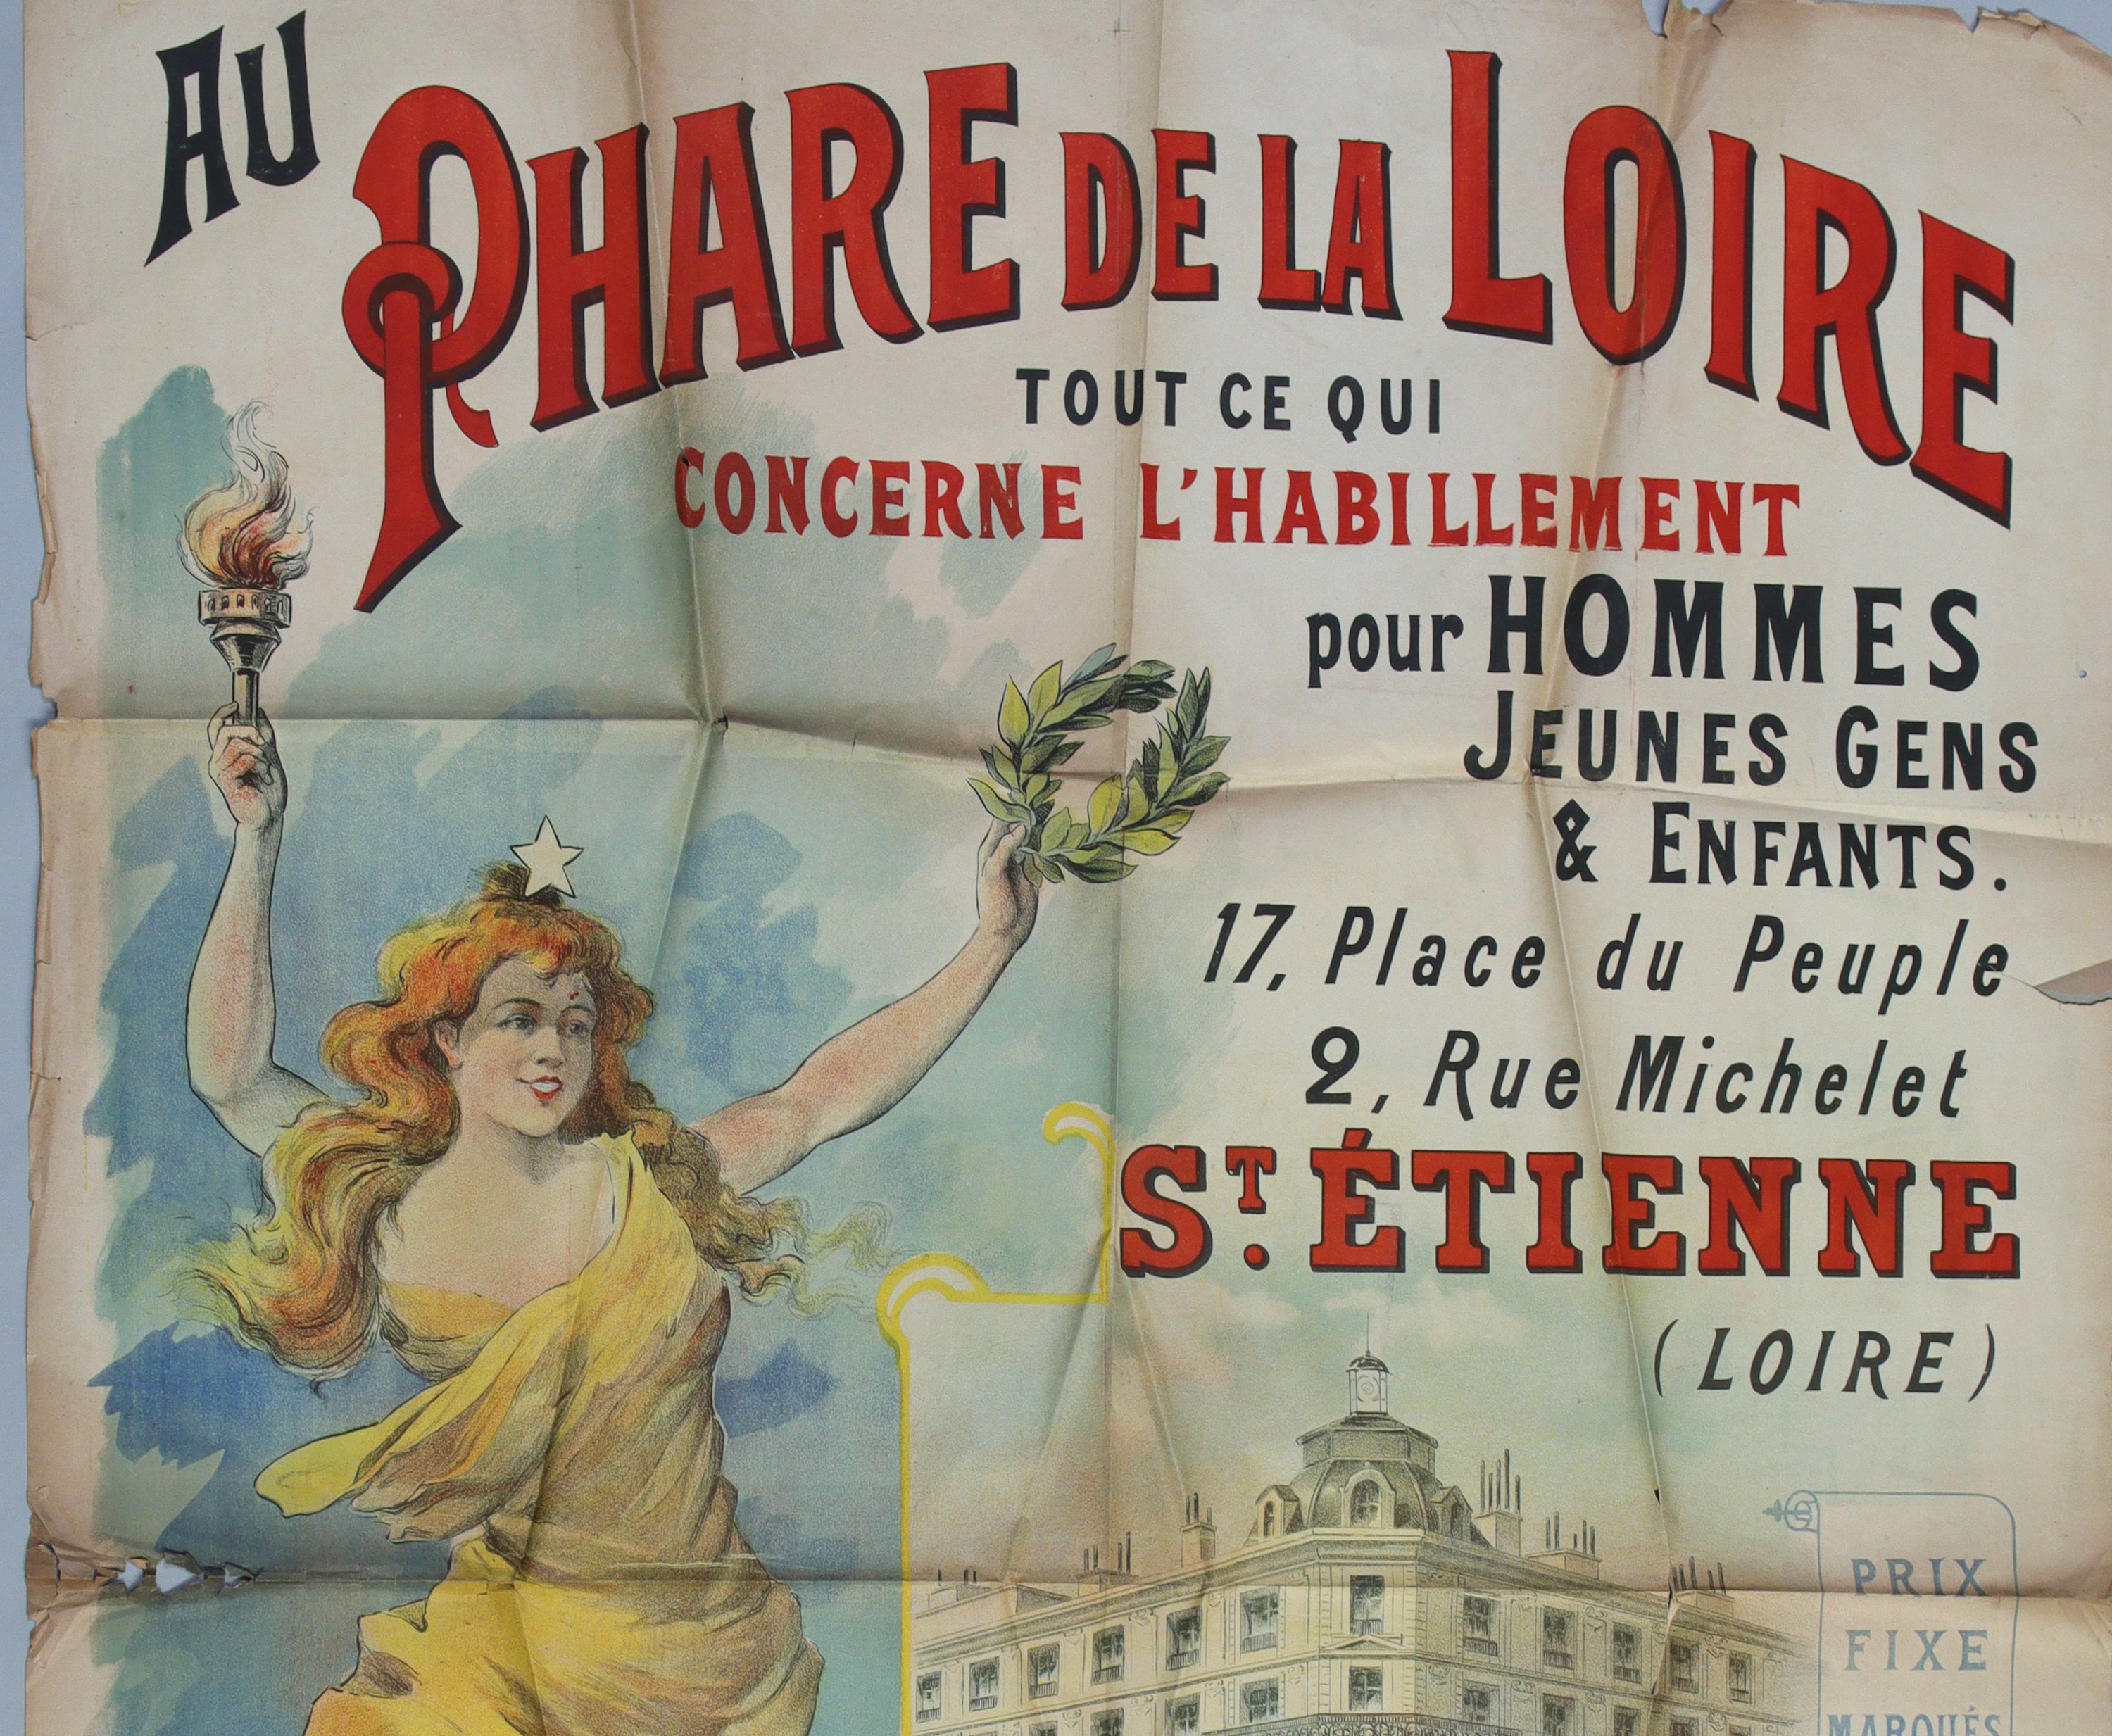 AU PHARE DE LA LOIRE
TOUT CE QUI
CONCERNE L'HABILLEMENT
pour HOMMES
JEUNES GENS
& ENFANTS.
17, Place du Peuple
2, Rue Michelet
ST. ÉTIENNE
(LOIRE)
PRIX
FIXE
MARQUÉS